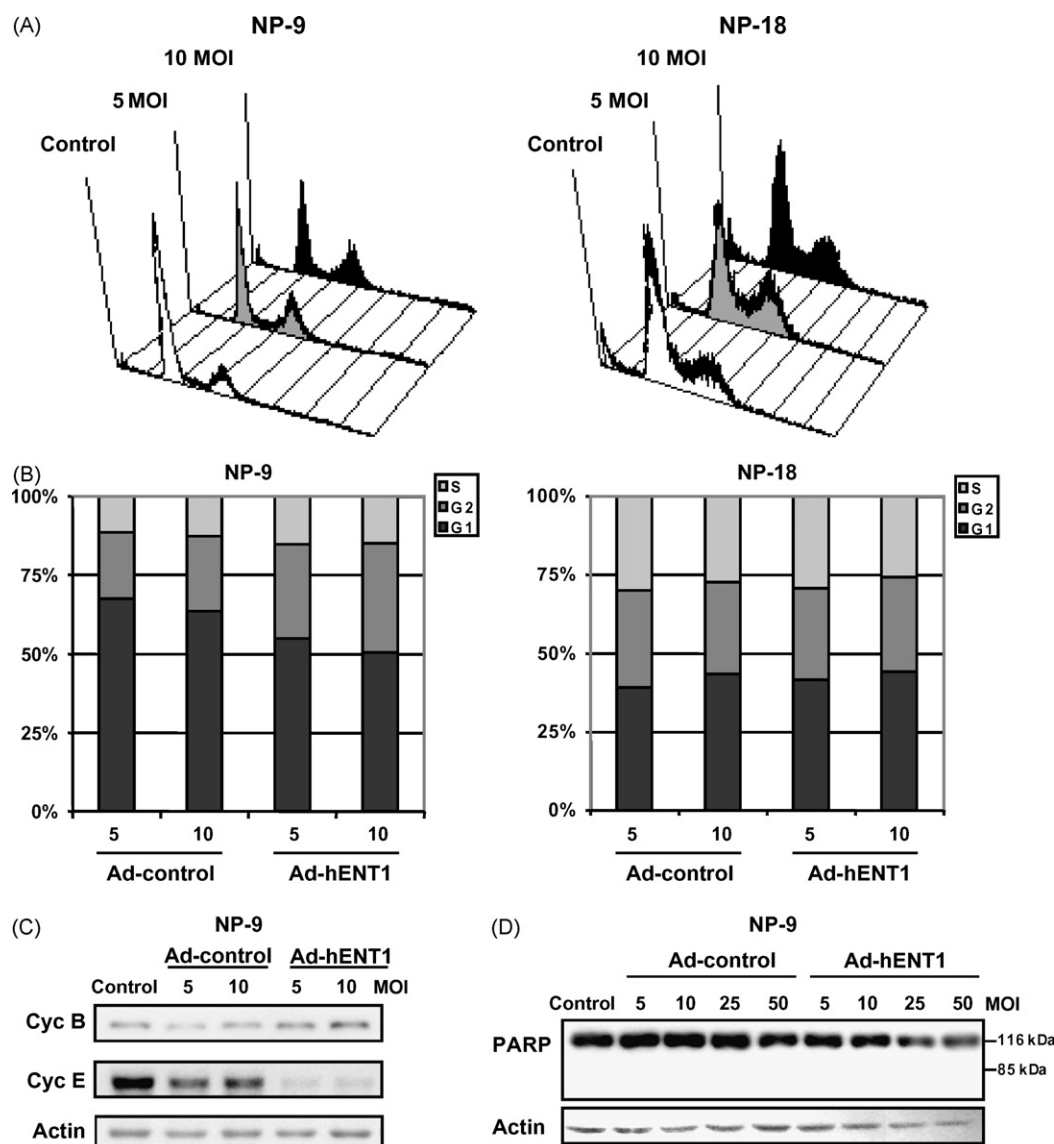 (A)
NP-9
NP-18
10 MOI
5 MOI
Control
10 MOI
5 MOI
Control
(B)
NP-9
NP-18
100%
75%
50%
25%
0%
S
G2
G1
5 10 5 10
Ad-control Ad-hENT1
100%
75%
50%
25%
0%
S
G2
G1
5 10 5 10
Ad-control Ad-hENT1
(C)
NP-9
Ad-control Ad-hENT1
Control 5 10 5 10 MOI
Cyc B
Cyc E
Actin
(D)
NP-9
Ad-control Ad-hENT1
Control 5 10 25 50 5 10 25 50 MOI
PARP
116 kDa
85 kDa
Actin